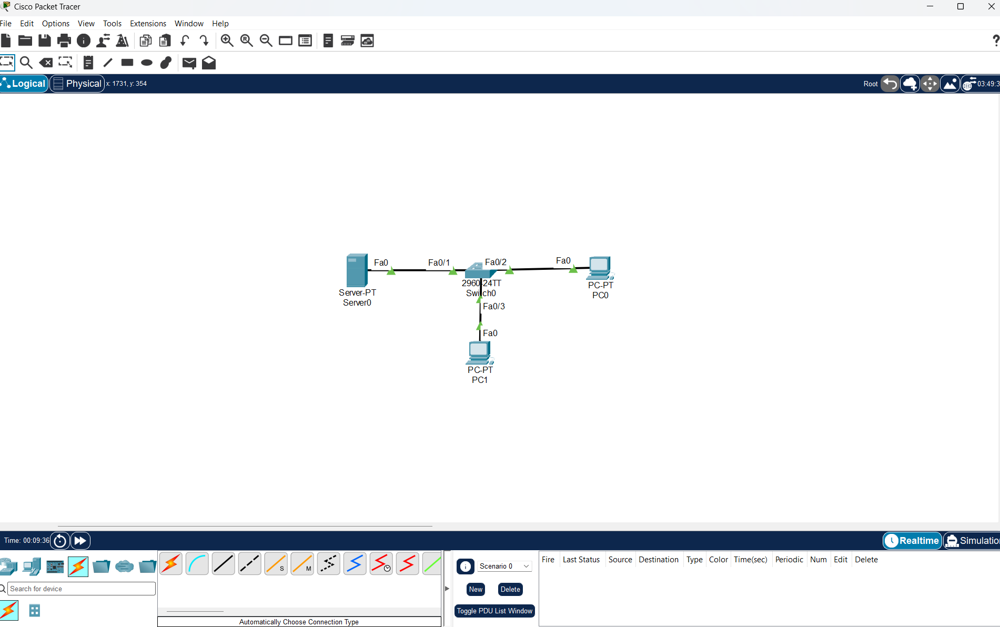 Cisco Packet Tracer
File Edit Options View Tools Extensions Window Help
Logical Physical x: 1731, y: 354 Root 03:49:3
Fa0 Fa0/1 Fa0/2 Fa0
2960-24TT
Switch0
Server-PT
Server0
PC-PT
PC0
Fa0/3
Fa0
PC-PT
PC1
Time: 00:09:36 Realtime Simulation
S M
Search for device
Automatically Choose Connection Type
Scenario 0
New Delete
Toggle PDU List Window
Fire Last Status Source Destination Type Color Time(sec) Periodic Num Edit Delete